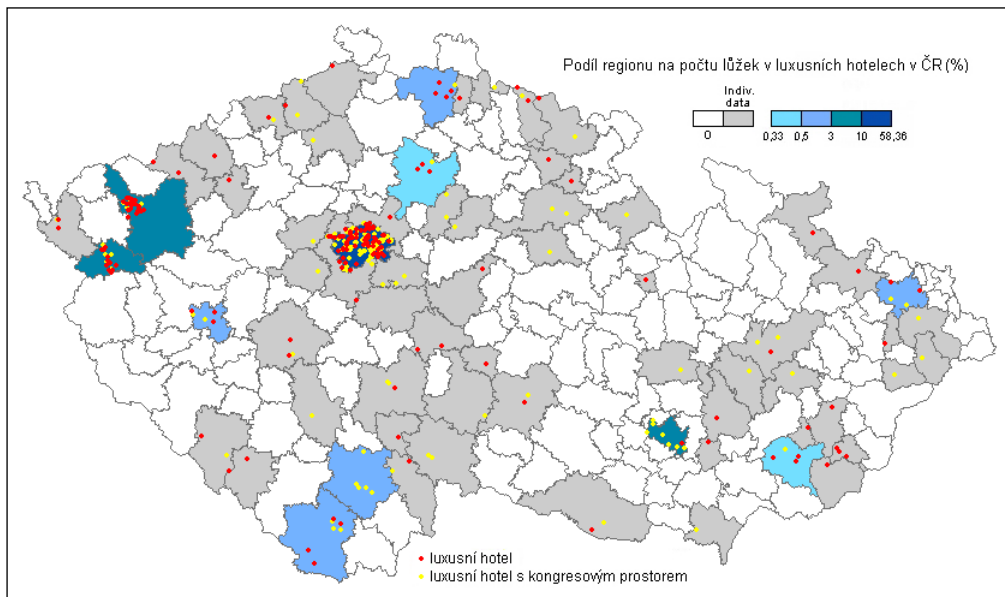 Podíl regionu na počtu lůžek v luxusních hotelech v ČR (%)
Indiv.
data
0
0,33 0,5 3 10 58,36
luxusní hotel
luxusní hotel s kongresovým prostorem